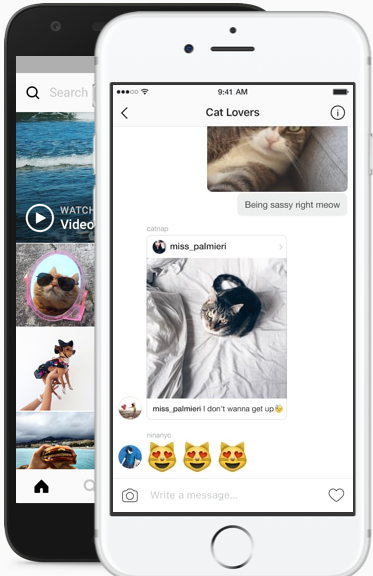 Search
WATCH
Video
9:41 AM
Cat Lovers
Being sassy right meow
catnap
miss_palmieri
miss_palmieri I don't wanna get up
ninanyc
Write a message...